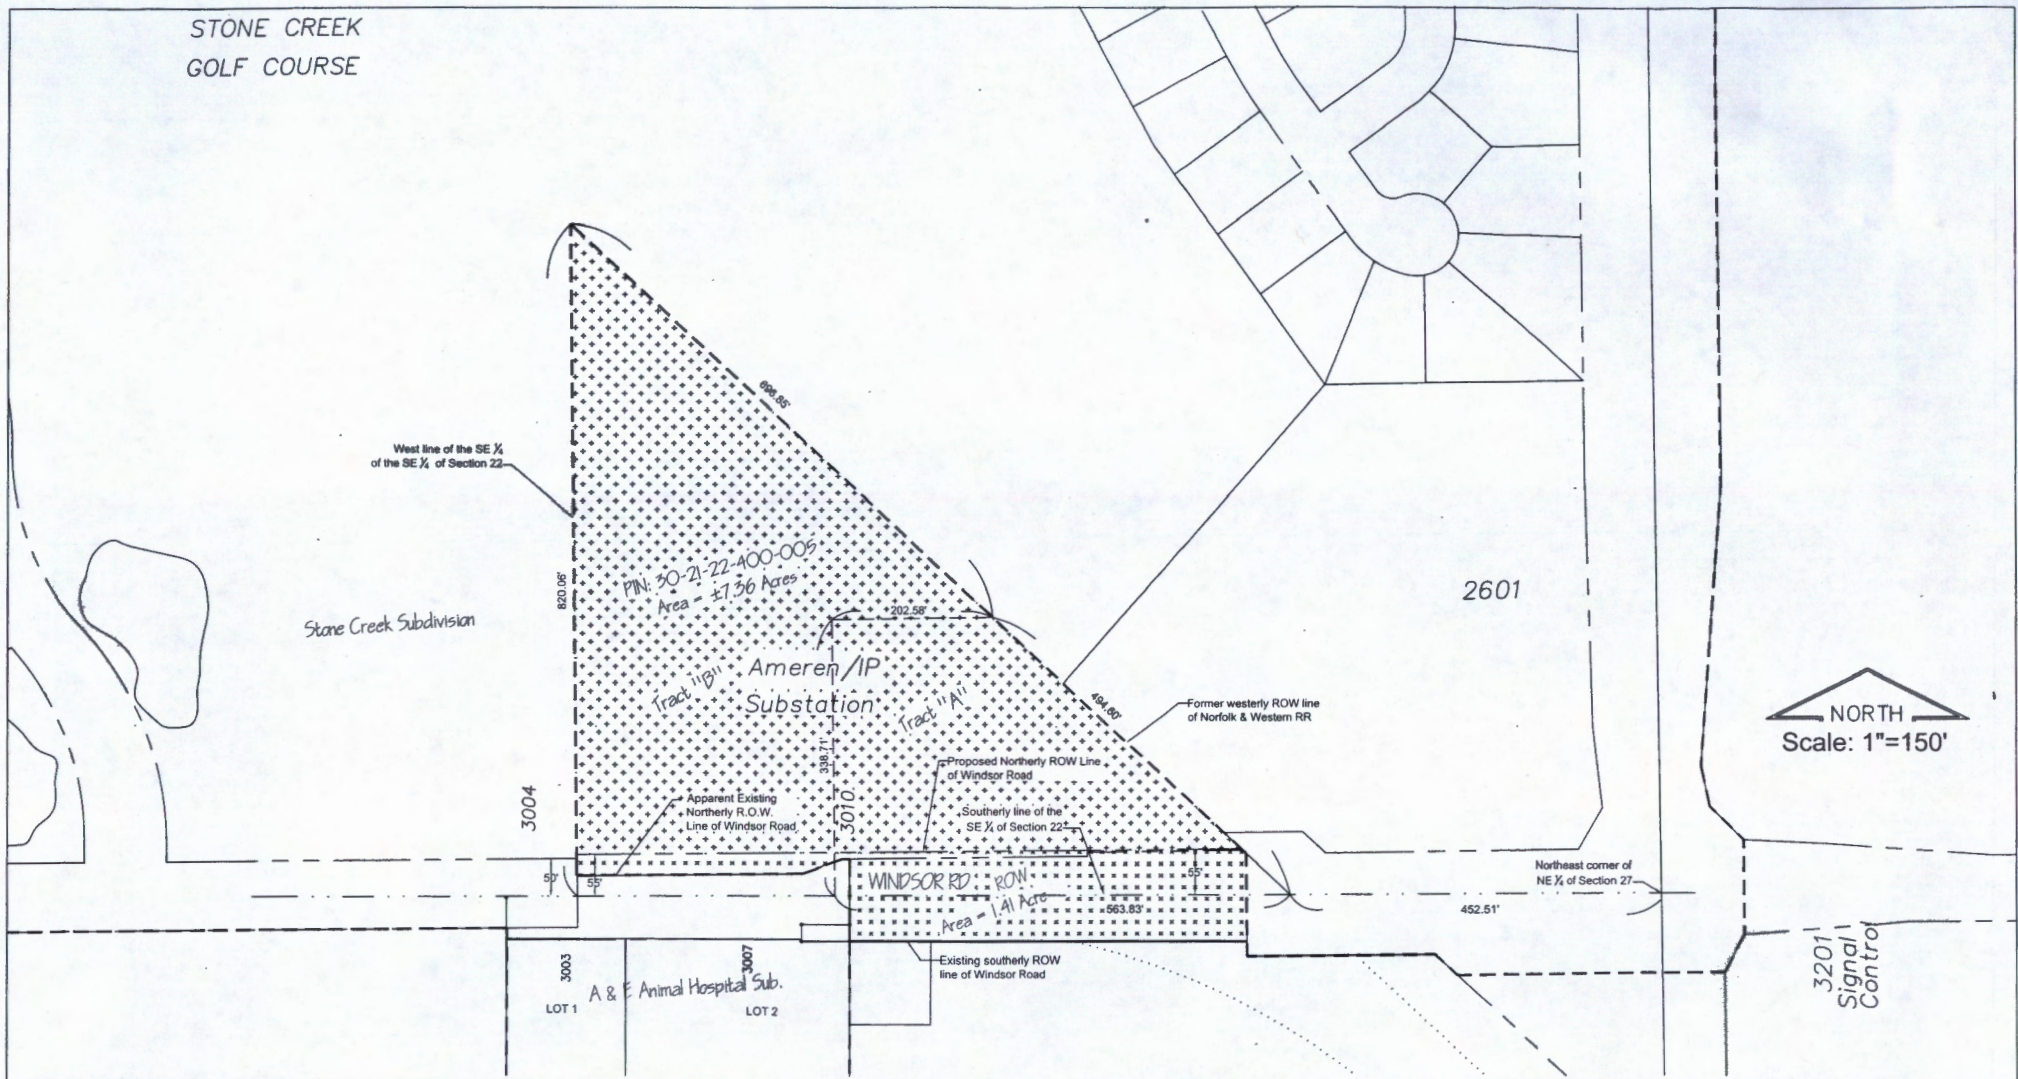 STONE CREEK
GOLF COURSE
696.85'
West line of the SE ¼
of the SE ¼ of Section 22
820.06'
PIN: 30-21-22-400-005
Area = ±7.36 Acres
202.58'
2601
Stone Creek Subdivision
Ameren/IP
Substation
Tract "B"
Tract "A"
494.60'
Former westerly ROW line
of Norfolk & Western RR
NORTH
Scale: 1"=150'
338.71'
Proposed Northerly ROW Line
of Windsor Road
3004
Apparent Existing
Northerly R.O.W.
Line of Windsor Road
3010
Southerly line of the
SE ¼ of Section 22
Northeast corner of
NE ¼ of Section 27
50'
55'
WINDSOR RD ROW
Area = 1.41 Acre
55'
563.83'
452.51'
3201
Signal
Control
Existing southerly ROW
line of Windsor Road
3003
3007
A & E Animal Hospital Sub.
LOT 1
LOT 2